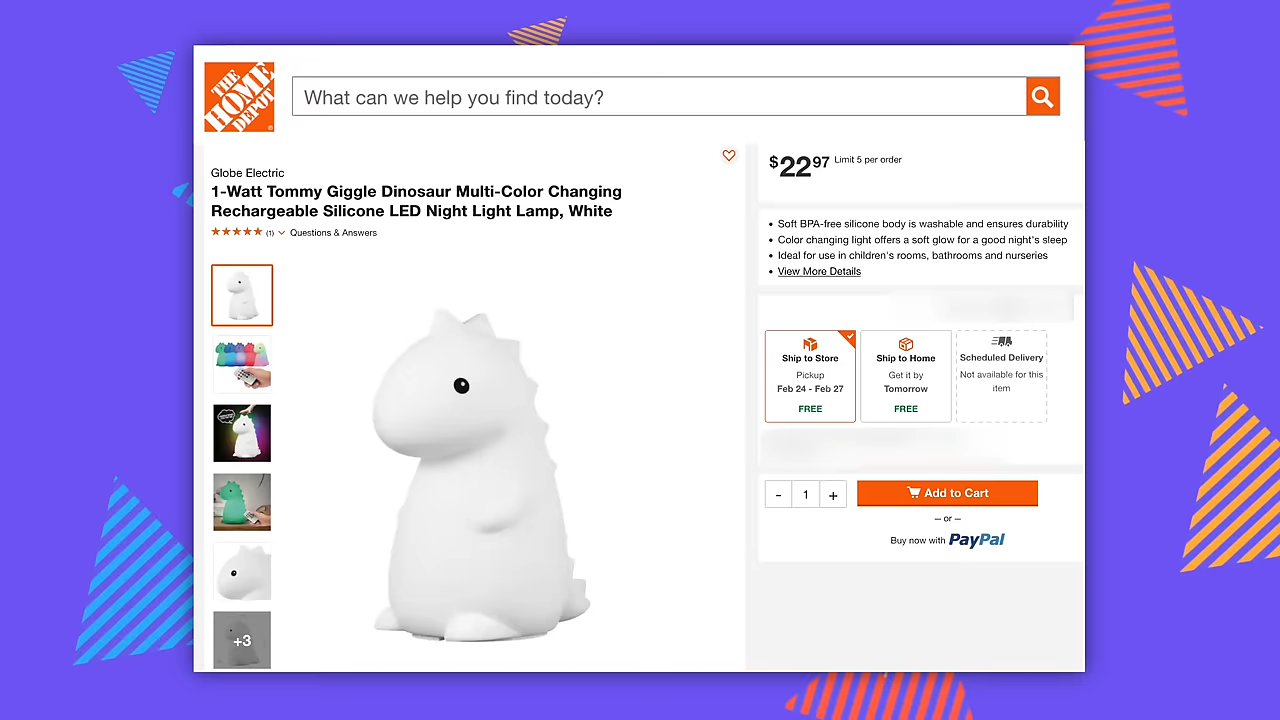 THE
HOME
DEPOT
What can we help you find today?
Globe Electric
1-Watt Tommy Giggle Dinosaur Multi-Color Changing
Rechargeable Silicone LED Night Light Lamp, White
(1) Questions & Answers
+3
$22 97 Limit 5 per order
• Soft BPA-free silicone body is washable and ensures durability
• Color changing light offers a soft glow for a good night's sleep
• Ideal for use in children's rooms, bathrooms and nurseries
• View More Details
Ship to Store
Pickup
Feb 24 - Feb 27
FREE
Ship to Home
Get it by
Tomorrow
FREE
Scheduled Delivery
Not available for this
item
- 1 +
Add to Cart
— or —
Buy now with PayPal